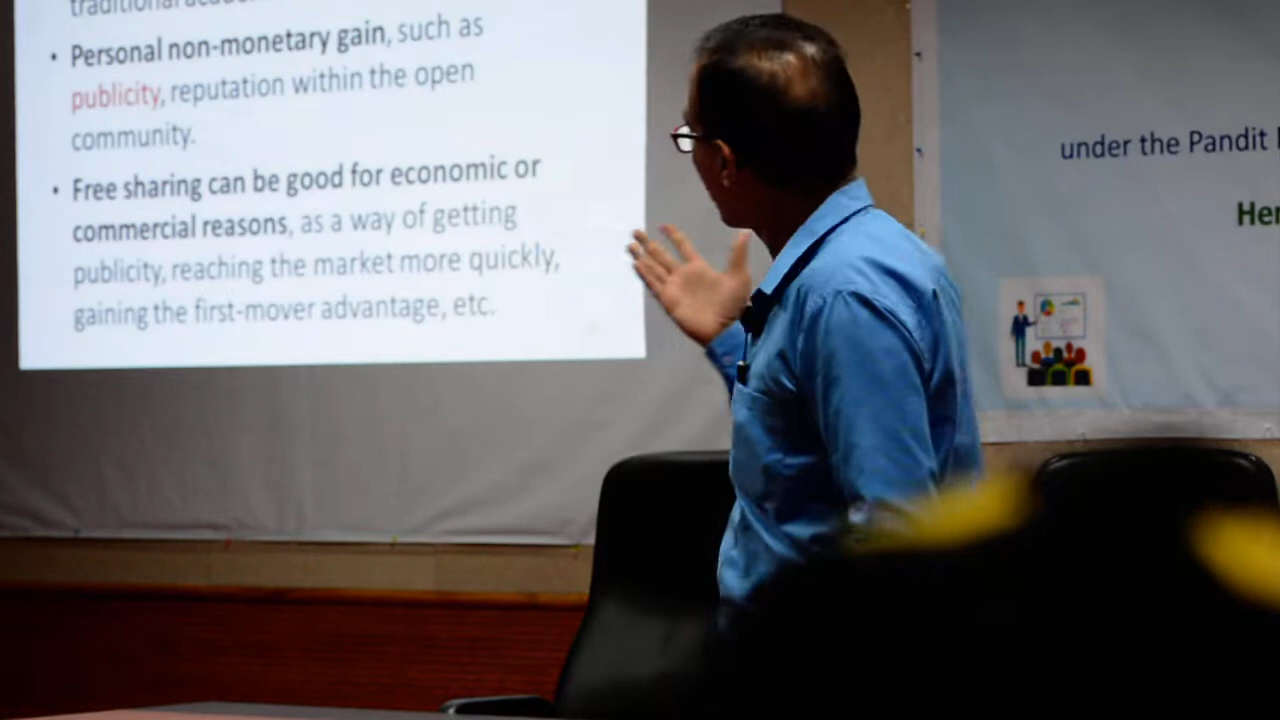 traditional
• Personal non-monetary gain, such as
publicity, reputation within the open
community.
• Free sharing can be good for economic or
commercial reasons, as a way of getting
publicity, reaching the market more quickly,
gaining the first-mover advantage, etc.
under the Pandit